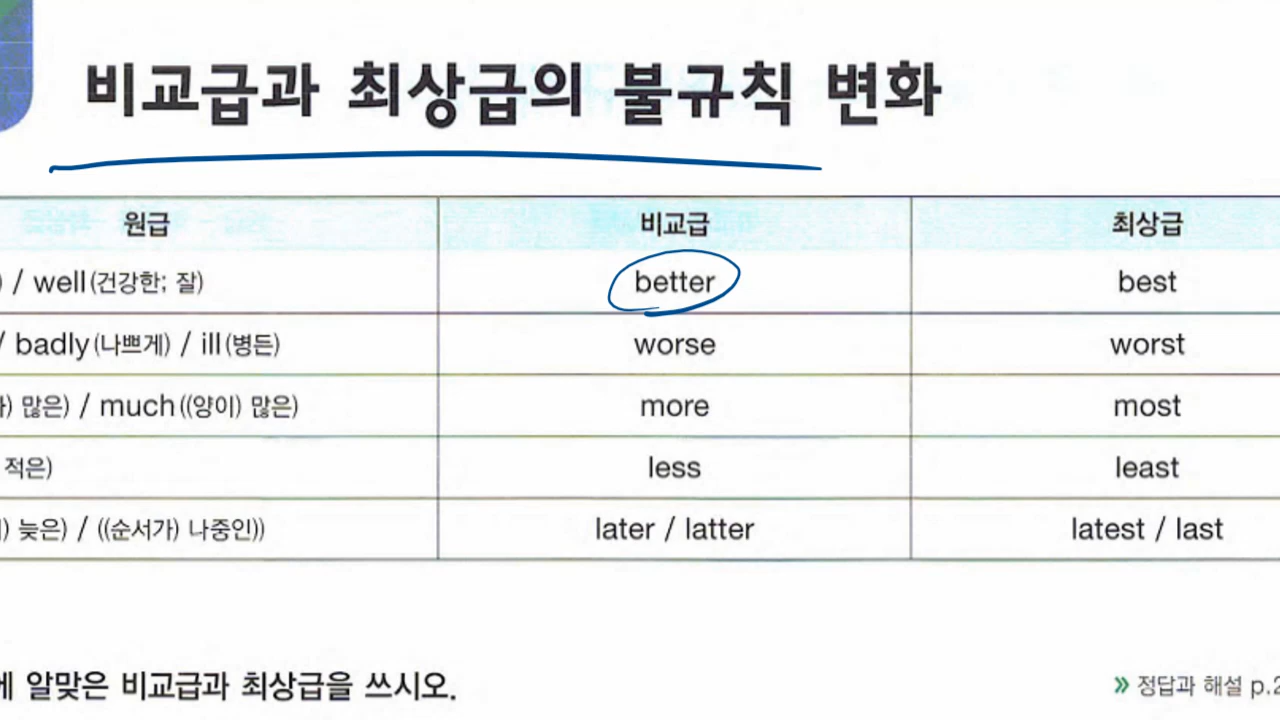 비교급과 최상급의 불규칙 변화
원급 비교급 최상급
) / well(건강한; 잘) better best
/ badly(나쁘게) / ill(병든) worse worst
많은) / much((양이) 많은) more most
적은) less least
늦은) / ((순서가) 나중인)) later / latter latest / last
에 알맞은 비교급과 최상급을 쓰시오.
» 정답과 해설 p.2